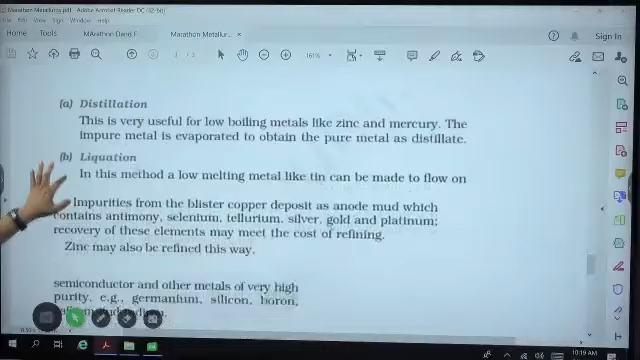 Marathon Metallurgy.pdf - Adobe Acrobat Reader DC (32-bit)
File Edit View Sign Window Help
Home Tools MArathon D and F... Marathon Metallur... × Sign In
161%
(a) Distillation
This is very useful for low boiling metals like zinc and mercury. The
impure metal is evaporated to obtain the pure metal as distillate.
(b) Liquation
In this method a low melting metal like tin can be made to flow on
Impurities from the blister copper deposit as anode mud which
contains antimony, selenium, tellurium, silver, gold and platinum;
recovery of these elements may meet the cost of refining.
Zinc may also be refined this way.
semiconductor and other metals of very high
purity, e.g., germanium, silicon, boron,
10:19 AM